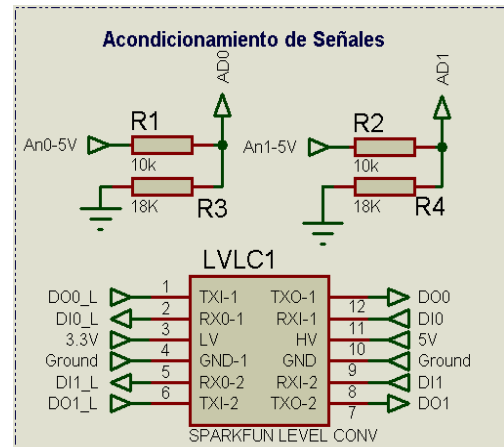 Acondicionamiento de Señales
AD0
AD1
R1
An0-5V
10k
18K
R3
R2
An1-5V
10k
18K
R4
LVLC1
DO0_L 1 TXI-1 TXO-1 12 DO0
DI0_L 2 RX0-1 RXI-1 11 DI0
3.3V 3 LV HV 10 5V
Ground 4 GND-1 GND 9 Ground
DI1_L 5 RX0-2 RXI-2 8 DI1
DO1_L 6 TXI-2 TXO-2 7 DO1
SPARKFUN LEVEL CONV